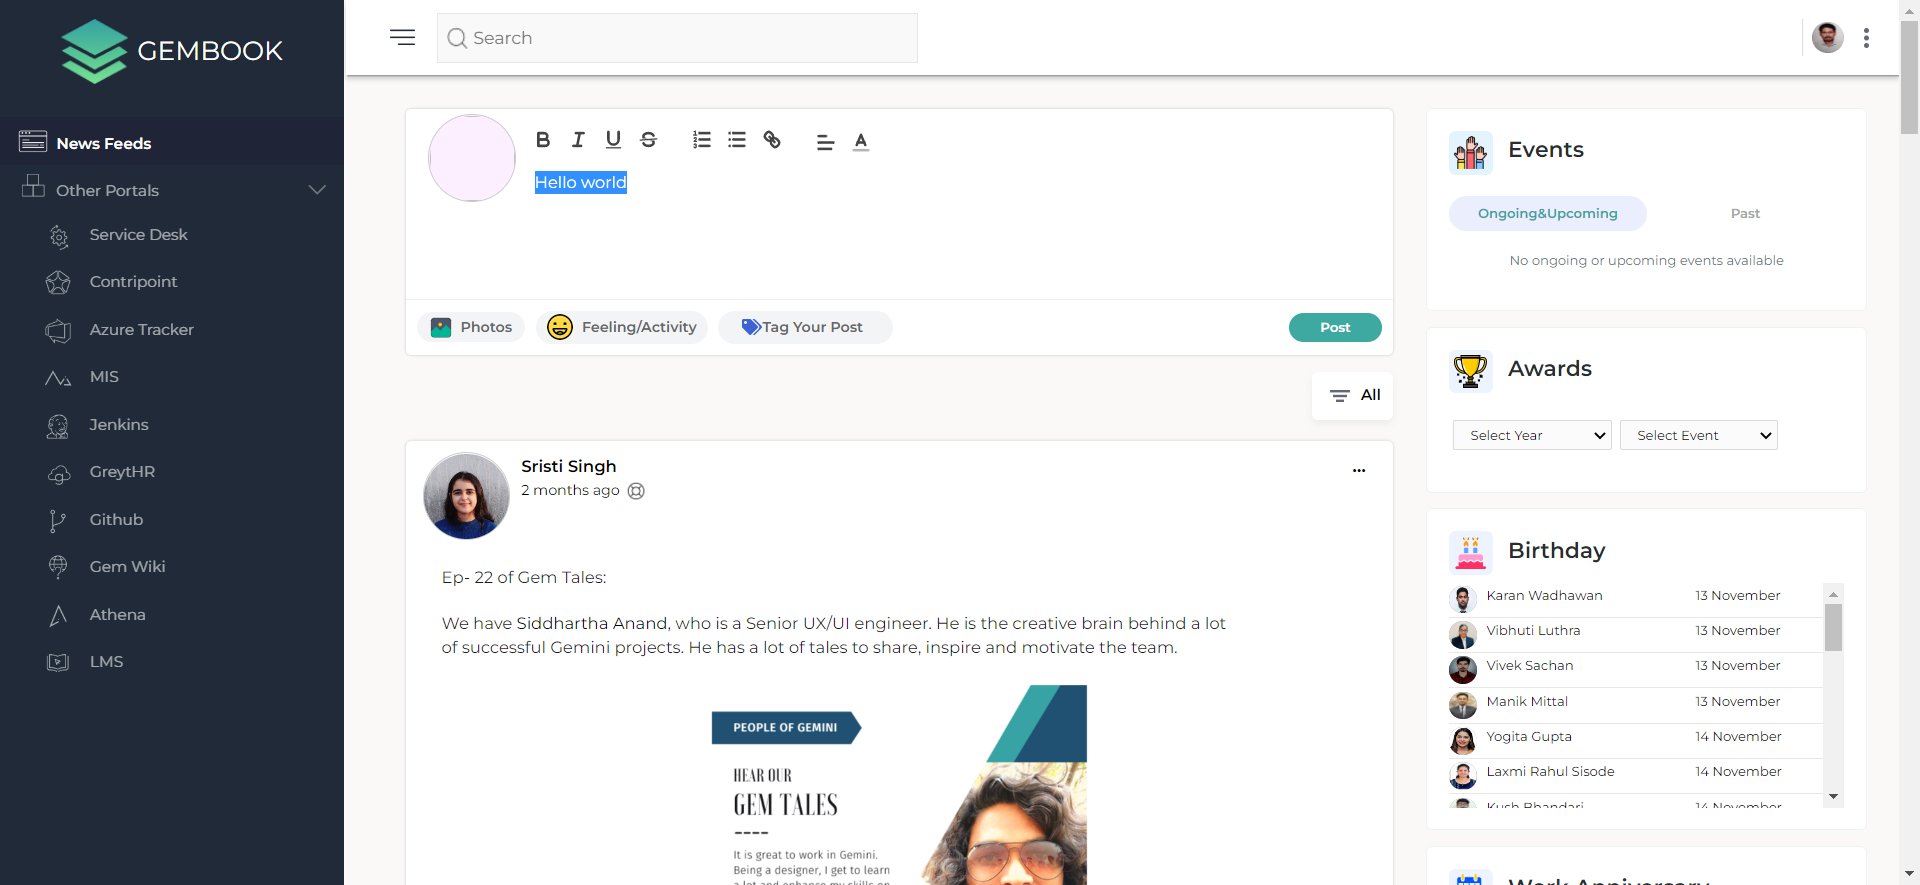 GEMBOOK
News Feeds
Other Portals
Service Desk
Contripoint
Azure Tracker
MIS
Jenkins
GreytHR
Github
Gem Wiki
Athena
LMS
Search
Hello world
Photos
Feeling/Activity
Tag Your Post
Post
All
Sristi Singh
2 months ago
Ep- 22 of Gem Tales:
We have Siddhartha Anand, who is a Senior UX/UI engineer. He is the creative brain behind a lot
of successful Gemini projects. He has a lot of tales to share, inspire and motivate the team.
PEOPLE OF GEMINI
HEAR OUR
GEM TALES
It is great to work in Gemini.
Being a designer, I get to learn
a lot and enhance my skills on
Events
Ongoing&Upcoming Past
No ongoing or upcoming events available
Awards
Select Year Select Event
Birthday
Karan Wadhawan 13 November
Vibhuti Luthra 13 November
Vivek Sachan 13 November
Manik Mittal 13 November
Yogita Gupta 14 November
Laxmi Rahul Sisode 14 November
Kush Bhandari 14 November
Work Anniversary